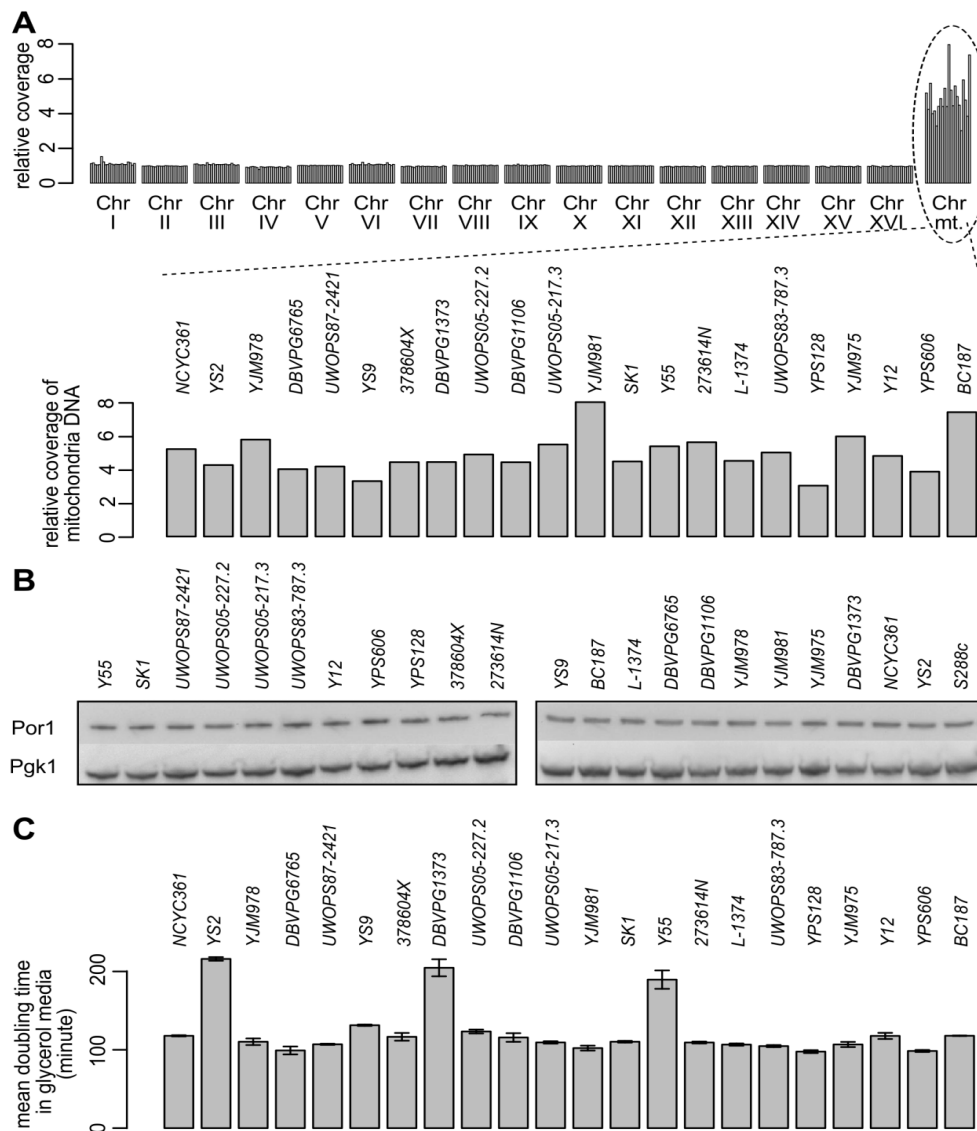 A
relative coverage
8
6
4
2
0
Chr I
Chr II
Chr III
Chr IV
Chr V
Chr VI
Chr VII
Chr VIII
Chr IX
Chr X
Chr XI
Chr XII
Chr XIII
Chr XIV
Chr XV
Chr XVI
Chr mt.
NCYC361
YS2
YJM978
DBVPG6765
UWOPS87-2421
YS9
378604X
DBVPG1373
UWOPS05-227.2
DBVPG1106
UWOPS05-217.3
YJM981
SK1
Y55
273614N
L-1374
UWOPS83-787.3
YPS128
YJM975
Y12
YPS606
BC187
relative coverage of
mitochondria DNA
8
6
4
2
0
B
Y55
SK1
UWOPS87-2421
UWOPS05-227.2
UWOPS05-217.3
UWOPS83-787.3
Y12
YPS606
YPS128
378604X
273614N
YS9
BC187
L-1374
DBVPG6765
DBVPG1106
YJM978
YJM981
YJM975
DBVPG1373
NCYC361
YS2
S288c
Por1
Pgk1
C
NCYC361
YS2
YJM978
DBVPG6765
UWOPS87-2421
YS9
378604X
DBVPG1373
UWOPS05-227.2
DBVPG1106
UWOPS05-217.3
YJM981
SK1
Y55
273614N
L-1374
UWOPS83-787.3
YPS128
YJM975
Y12
YPS606
BC187
mean doubling time
in glycerol media
(minute)
200
100
0